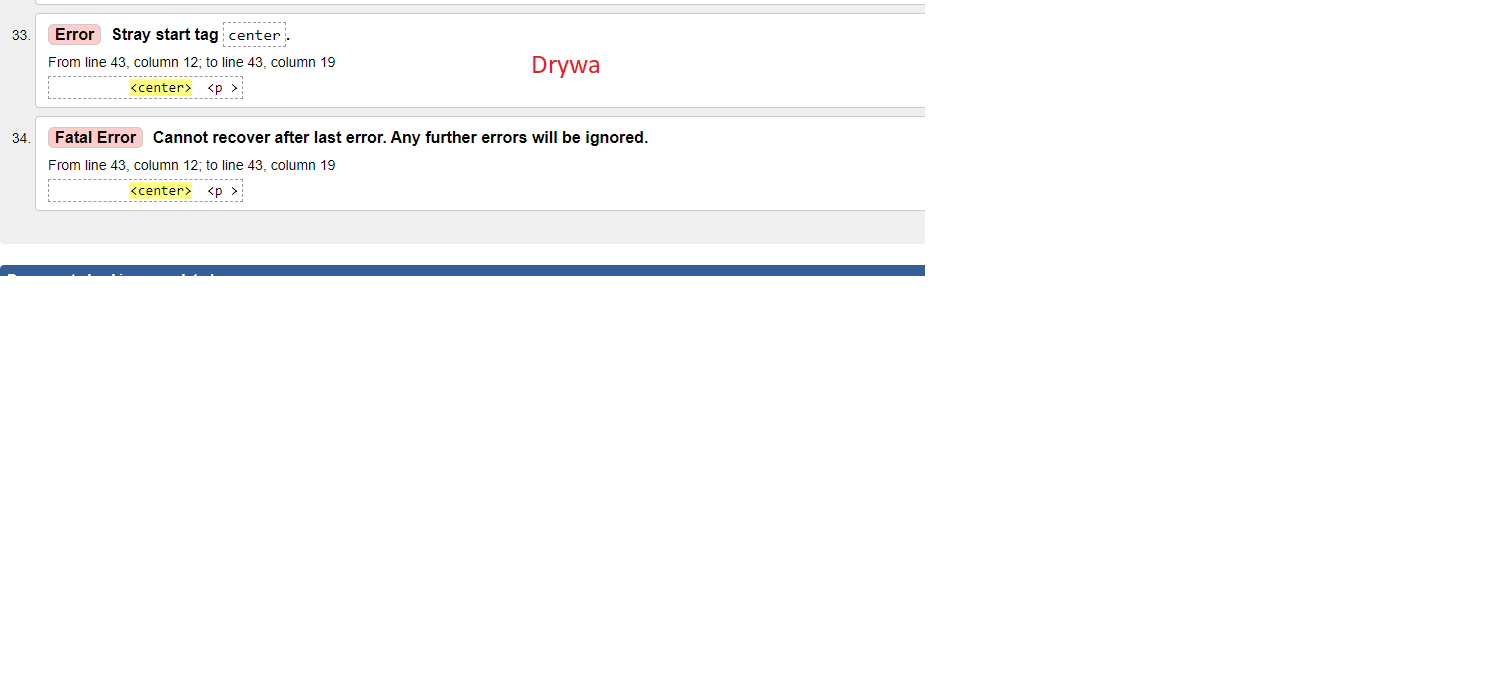 33. Error Stray start tag center.
From line 43, column 12; to line 43, column 19
Drywa
<center> <p >
34. Fatal Error Cannot recover after last error. Any further errors will be ignored.
From line 43, column 12; to line 43, column 19
<center> <p >